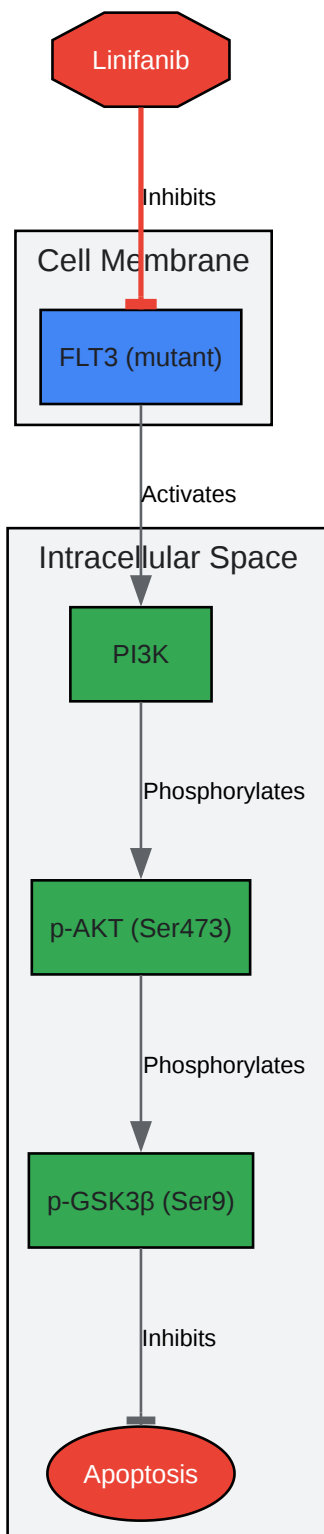 Linifanib
Inhibits
Cell Membrane
FLT3 (mutant)
Activates
Intracellular Space
PI3K
Phosphorylates
p-AKT (Ser473)
Phosphorylates
p-GSK3β (Ser9)
Inhibits
Apoptosis